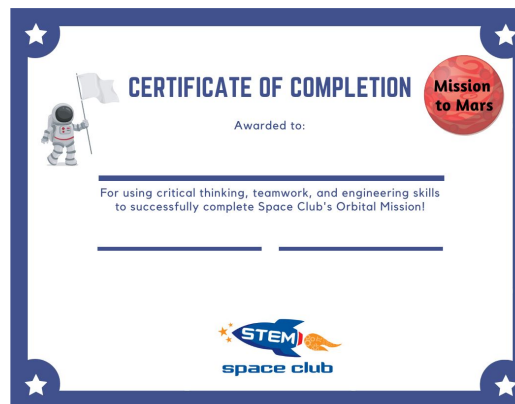 CERTIFICATE OF COMPLETION
Mission
to Mars
Awarded to:
For using critical thinking, teamwork, and engineering skills
to successfully complete Space Club's Orbital Mission!
STEM
space club